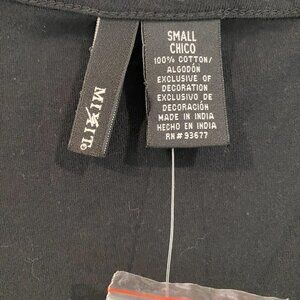 MIXIT®
SMALL
CHICO
100% COTTON/
ALGODÓN
EXCLUSIVE OF
DECORATION
EXCLUSIVO DE
DECORACIÓN
MADE IN INDIA
HECHO EN INDIA
RN# 93677